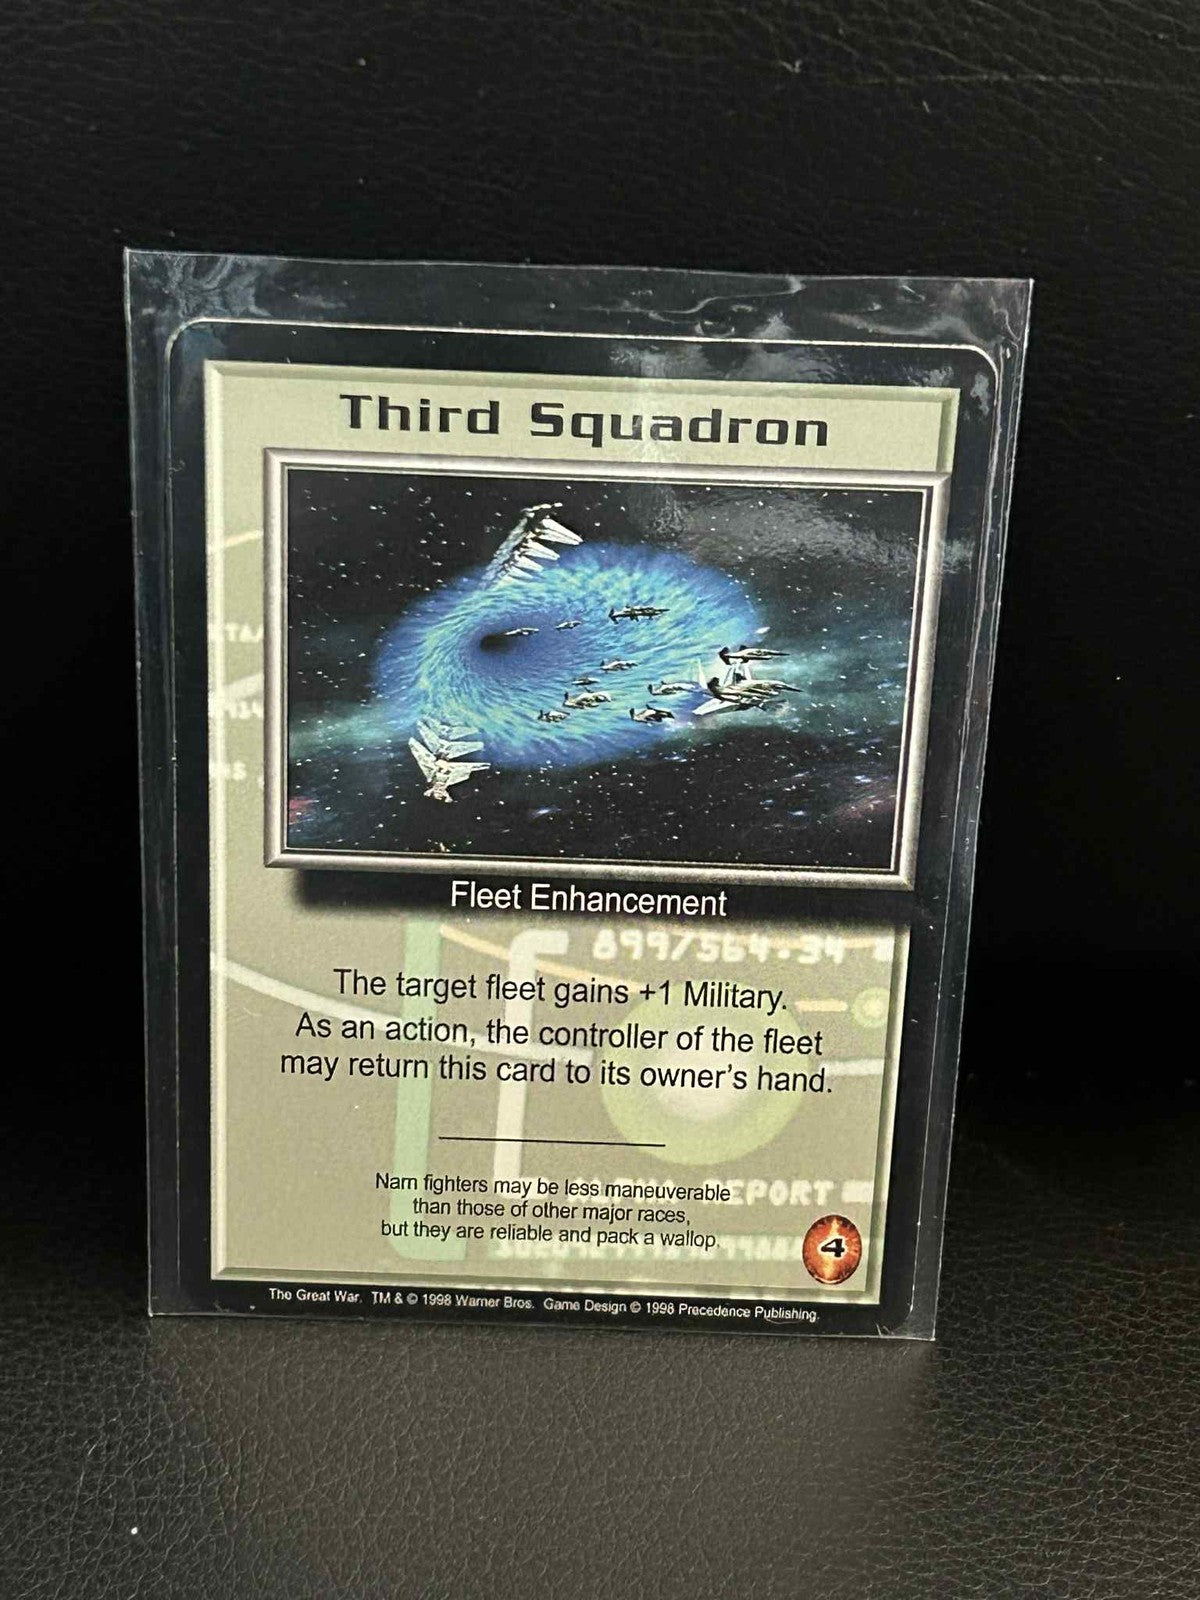 Third Squadron
Fleet Enhancement
899/564.34
The target fleet gains +1 Military.
As an action, the controller of the fleet
may return this card to its owner's hand.
Narn fighters may be less maneuverable
than those of other major races,
but they are reliable and pack a wallop.
4
The Great War. TM & © 1998 Warner Bros. Game Design © 1998 Precedence Publishing.